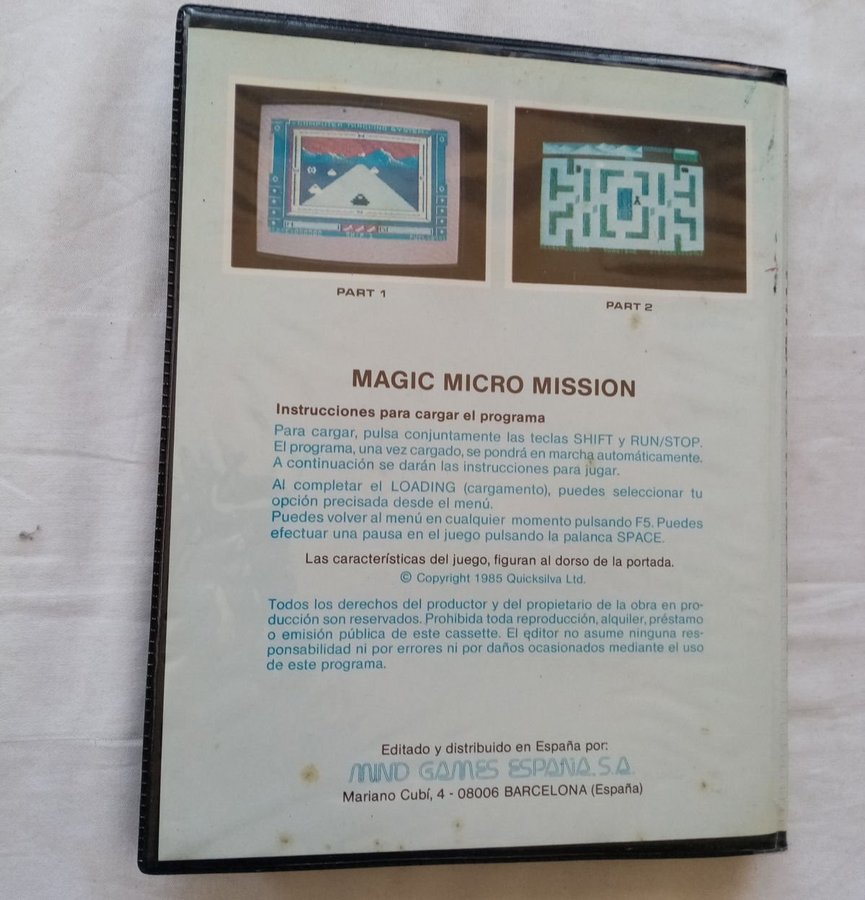 COMPUTER TARGTING SYSTEM
PART 1
PART 2
MAGIC MICRO MISSION
Instrucciones para cargar el programa
Para cargar, pulsa conjuntamente las teclas SHIFT y RUN/STOP.
El programa, una vez cargado, se pondrá en marcha automáticamente.
A continuación se darán las instrucciones para jugar.
Al completar el LOADING (cargamento), puedes seleccionar tu
opción precisada desde el menú.
Puedes volver al menú en cualquier momento pulsando F5. Puedes
efectuar una pausa en el juego pulsando la palanca SPACE.
Las características del juego, figuran al dorso de la portada.
© Copyright 1985 Quicksilva Ltd.
Todos los derechos del productor y del propietario de la obra en pro-
ducción son reservados. Prohibida toda reproducción, alquiler, préstamo
o emisión pública de este cassette. El editor no asume ninguna res-
ponsabilidad ni por errores ni por daños ocasionados mediante el uso
de este programa.
Editado y distribuido en España por:
MIND GAMES ESPAÑA, S.A.
Mariano Cubí, 4 - 08006 BARCELONA (España)